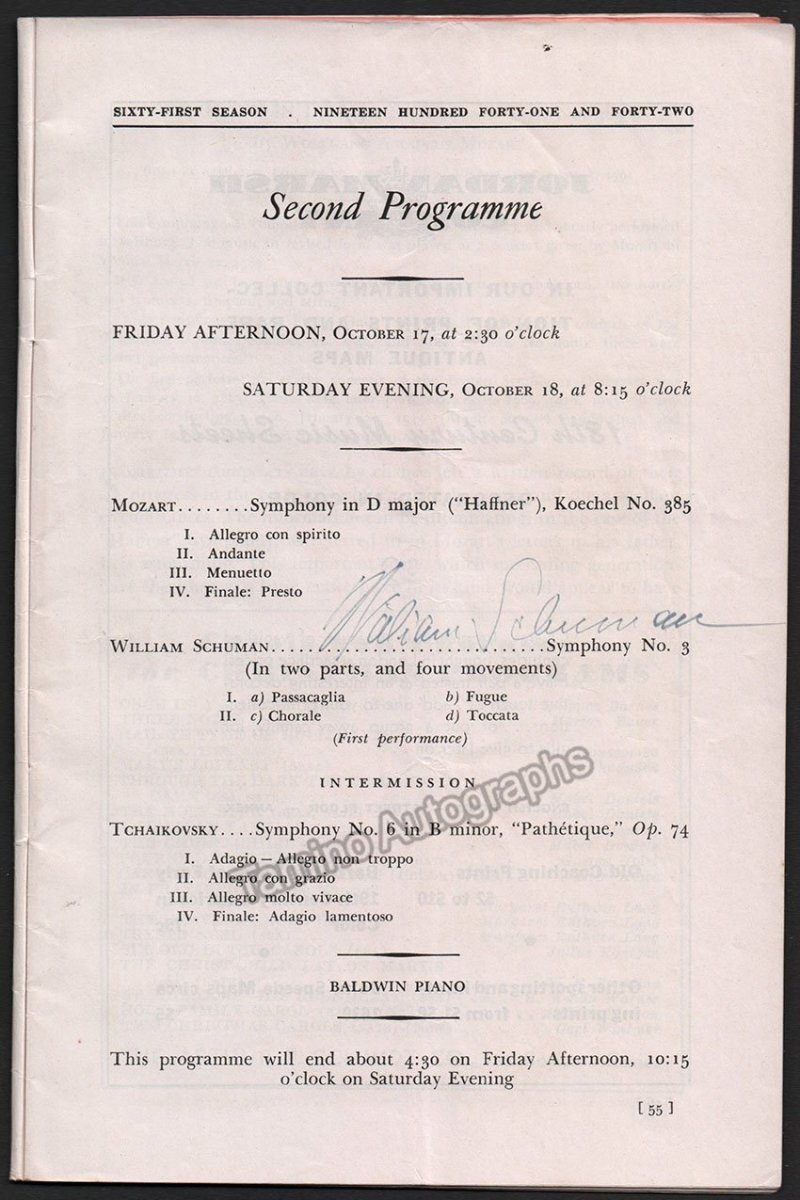 SIXTY-FIRST SEASON . NINETEEN HUNDRED FORTY-ONE AND FORTY-TWO
Second Programme
FRIDAY AFTERNOON, OCTOBER 17, at 2:30 o'clock
SATURDAY EVENING, OCTOBER 18, at 8:15 o'clock
MOZART........Symphony in D major ("Haffner"), Koechel No. 385
I. Allegro con spirito
II. Andante
III. Menuetto
IV. Finale: Presto
William Schuman
WILLIAM SCHUMAN..............................Symphony No. 3
(In two parts, and four movements)
I. a) Passacaglia b) Fugue
II. c) Chorale d) Toccata
(First performance)
INTERMISSION
TCHAIKOVSKY....Symphony No. 6 in B minor, "Pathétique," Op. 74
I. Adagio — Allegro non troppo
II. Allegro con grazio
III. Allegro molto vivace
IV. Finale: Adagio lamentoso
Tamino Autographs
BALDWIN PIANO
This programme will end about 4:30 on Friday Afternoon, 10:15
o'clock on Saturday Evening
[ 55 ]